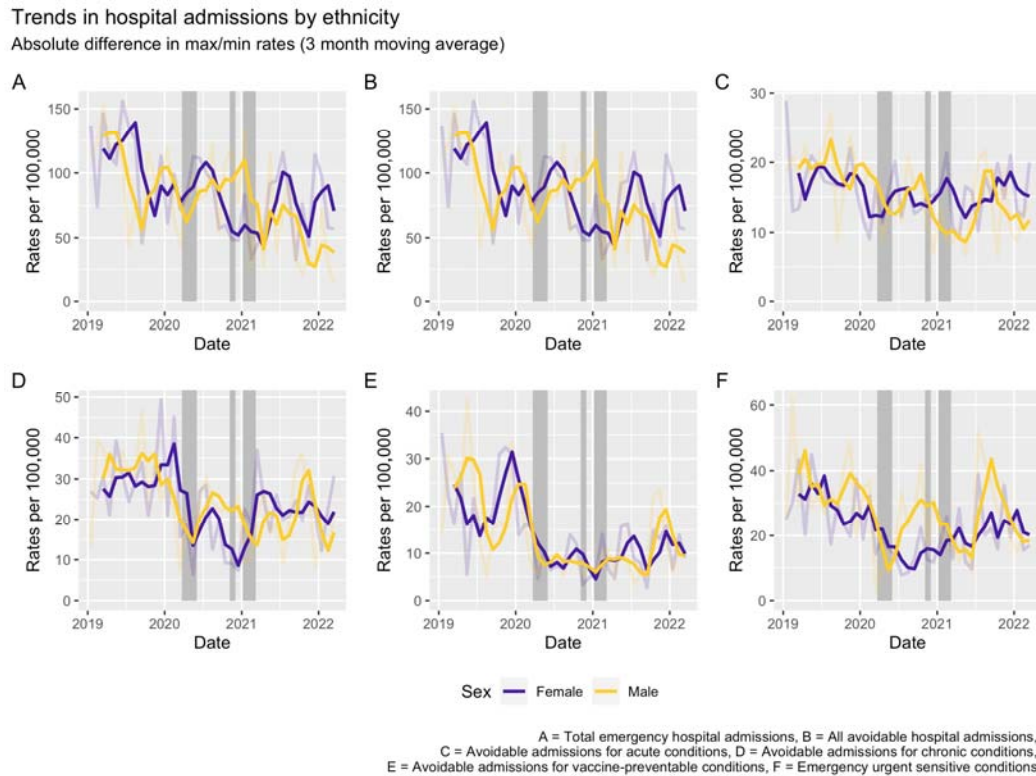 Trends in hospital admissions by ethnicity
Absolute difference in max/min rates (3 month moving average)
A
B
C
150
100
50
0
Rates per 100,000
2019
2020
2021
2022
Date
150
100
50
0
Rates per 100,000
2019
2020
2021
2022
Date
30
20
10
0
Rates per 100,000
2019
2020
2021
2022
Date
D
E
F
50
40
30
20
10
0
Rates per 100,000
2019
2020
2021
2022
Date
40
30
20
10
0
Rates per 100,000
2019
2020
2021
2022
Date
60
40
20
0
Rates per 100,000
2019
2020
2021
2022
Date
Sex Female Male
A = Total emergency hospital admissions, B = All avoidable hospital admissions,
C = Avoidable admissions for acute conditions, D = Avoidable admissions for chronic conditions,
E = Avoidable admissions for vaccine-preventable conditions, F = Emergency urgent sensitive conditions